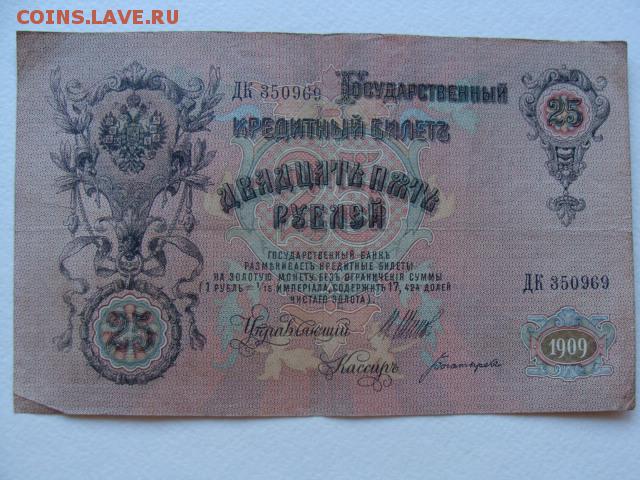 COINS.LAVE.RU
ДК 350969 Государственный
25
Кредитный Билетъ
Двадцать пять
Рублей
Государственный Банкъ
размѣниваетъ кредитные билеты
на золотую монету безъ ограниченія суммы
(1 рубль = 1/15 империала, содержитъ 17,424 долей
чистаго золота).
ДК 350969
25
Управляющій
Кассиръ
1909